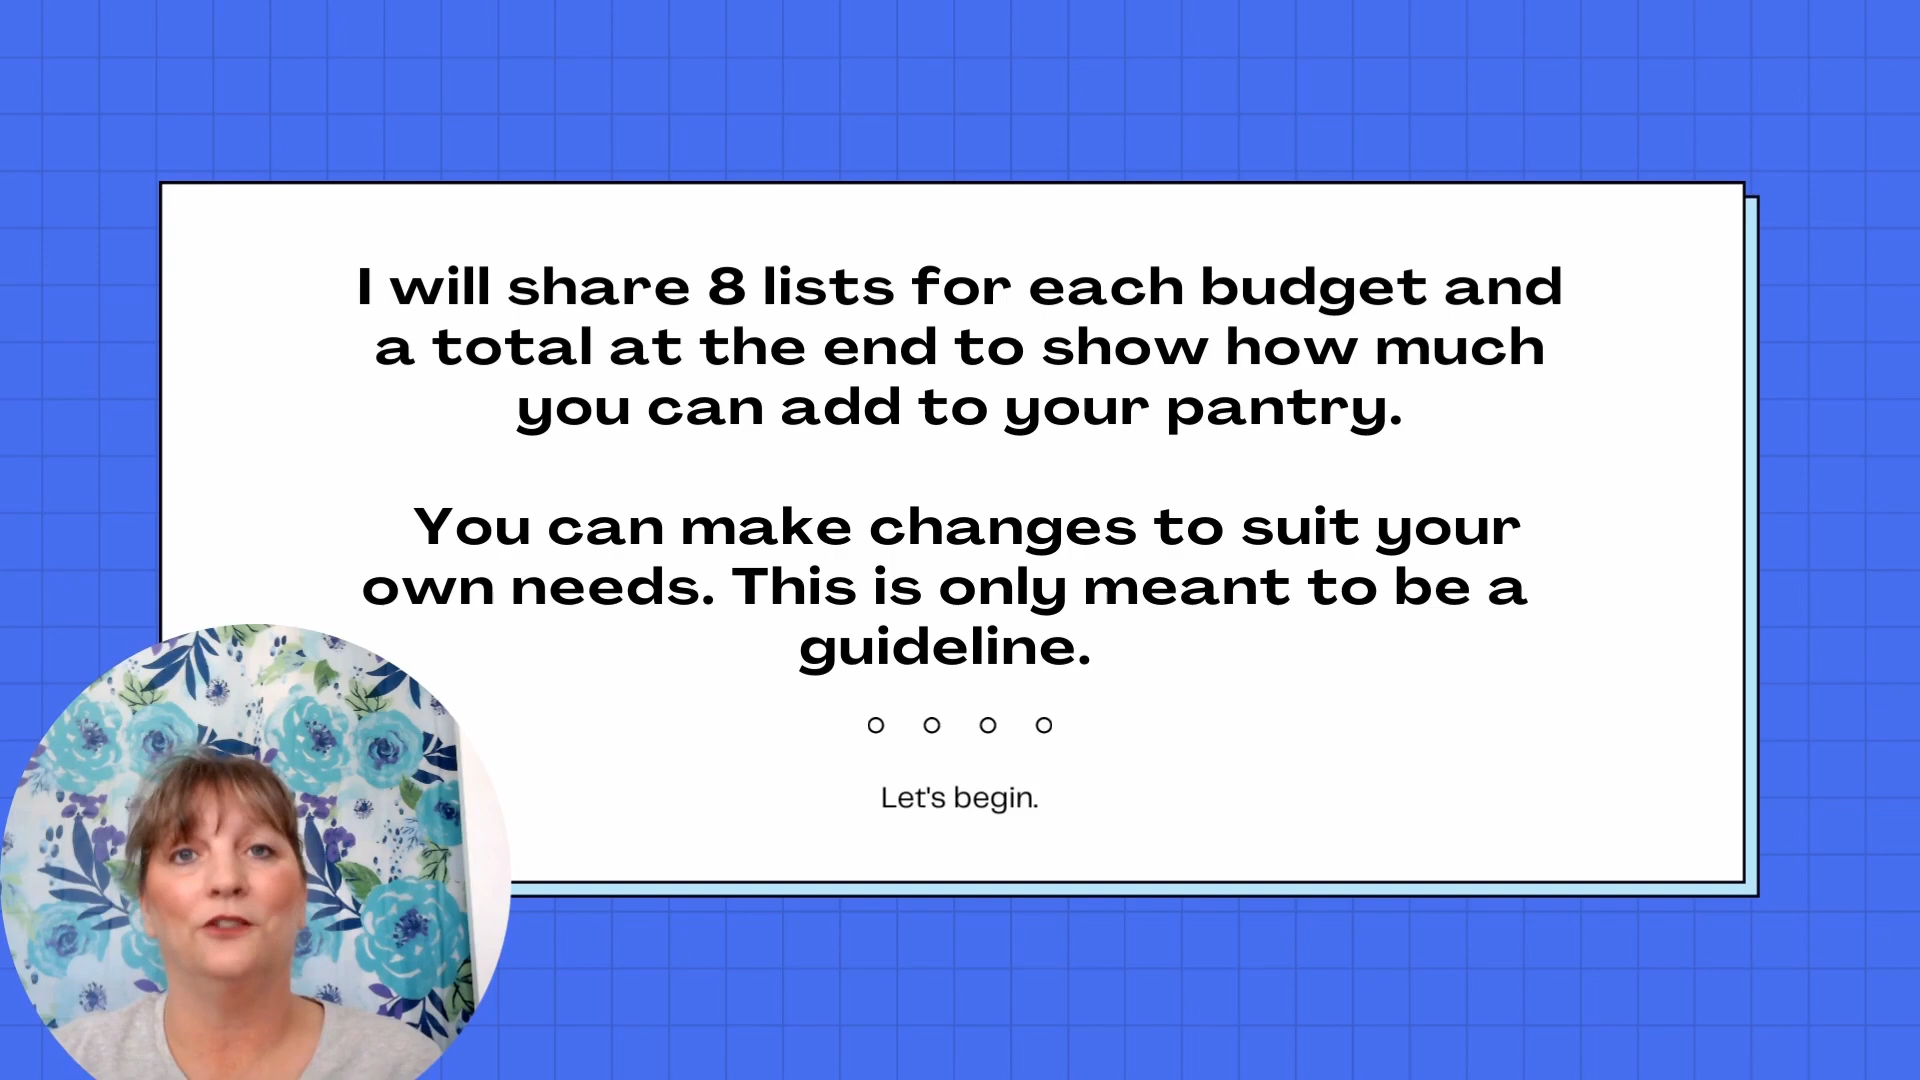 I will share 8 lists for each budget and
a total at the end to show how much
you can add to your pantry.
You can make changes to suit your
own needs. This is only meant to be a
guideline.
Let's begin.